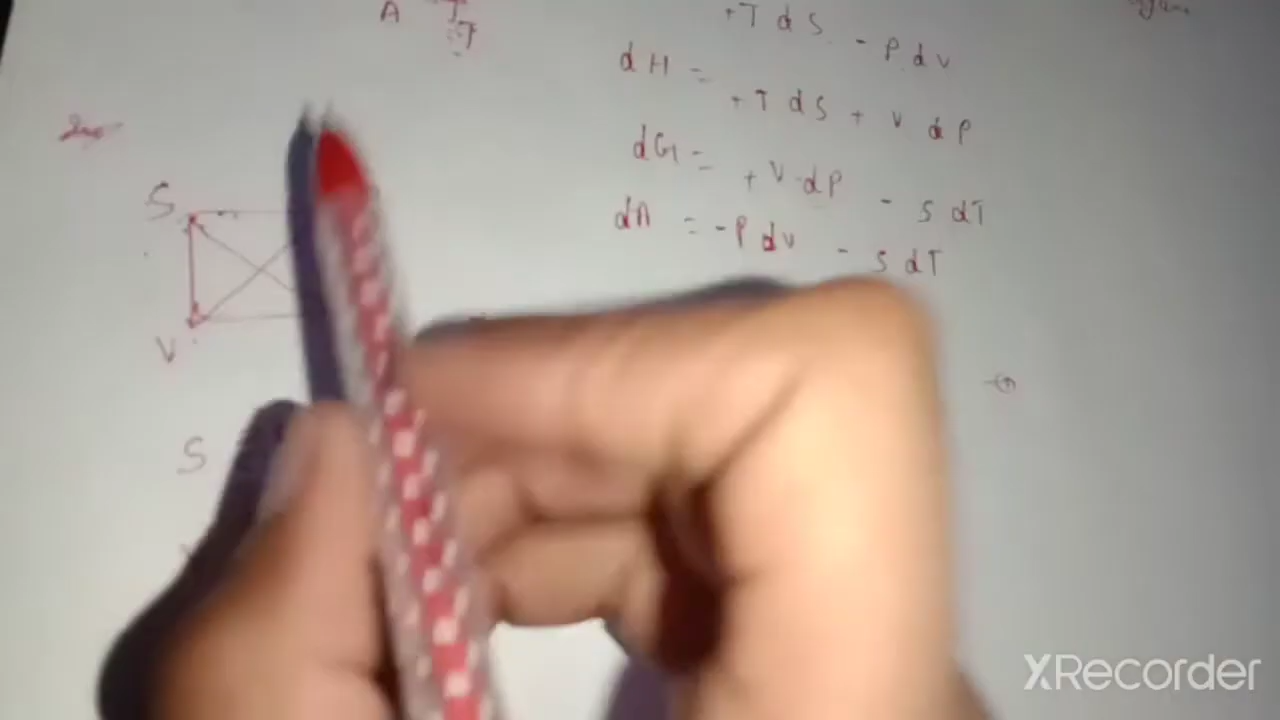 A T
T
+ T dS - P dV
dH = + T dS + V dP
dG = + V dP - S dT
dA = - P dV - S dT
S
V
S
XRecorder